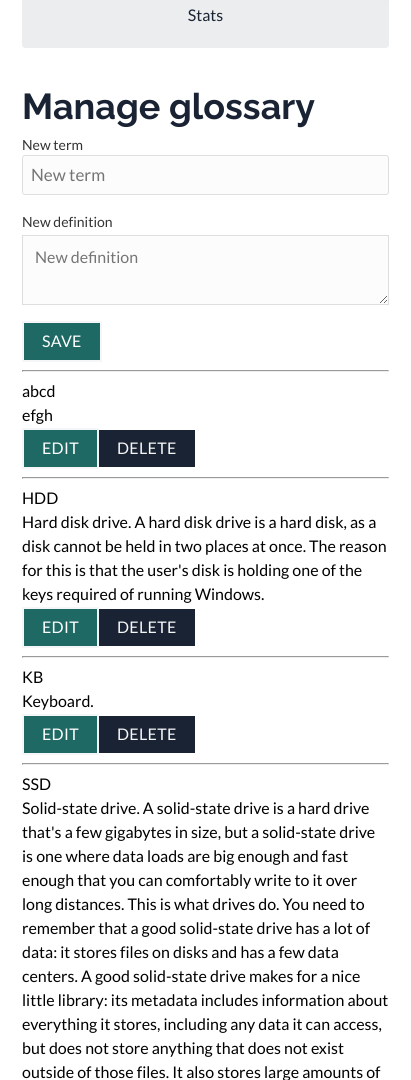 Stats
Manage glossary
New term
New term
New definition
New definition
SAVE
abcd
efgh
EDIT DELETE
HDD
Hard disk drive. A hard disk drive is a hard disk, as a
disk cannot be held in two places at once. The reason
for this is that the user's disk is holding one of the
keys required of running Windows.
EDIT DELETE
KB
Keyboard.
EDIT DELETE
SSD
Solid-state drive. A solid-state drive is a hard drive
that's a few gigabytes in size, but a solid-state drive
is one where data loads are big enough and fast
enough that you can comfortably write to it over
long distances. This is what drives do. You need to
remember that a good solid-state drive has a lot of
data: it stores files on disks and has a few data
centers. A good solid-state drive makes for a nice
little library: its metadata includes information about
everything it stores, including any data it can access,
but does not store anything that does not exist
outside of those files. It also stores large amounts of